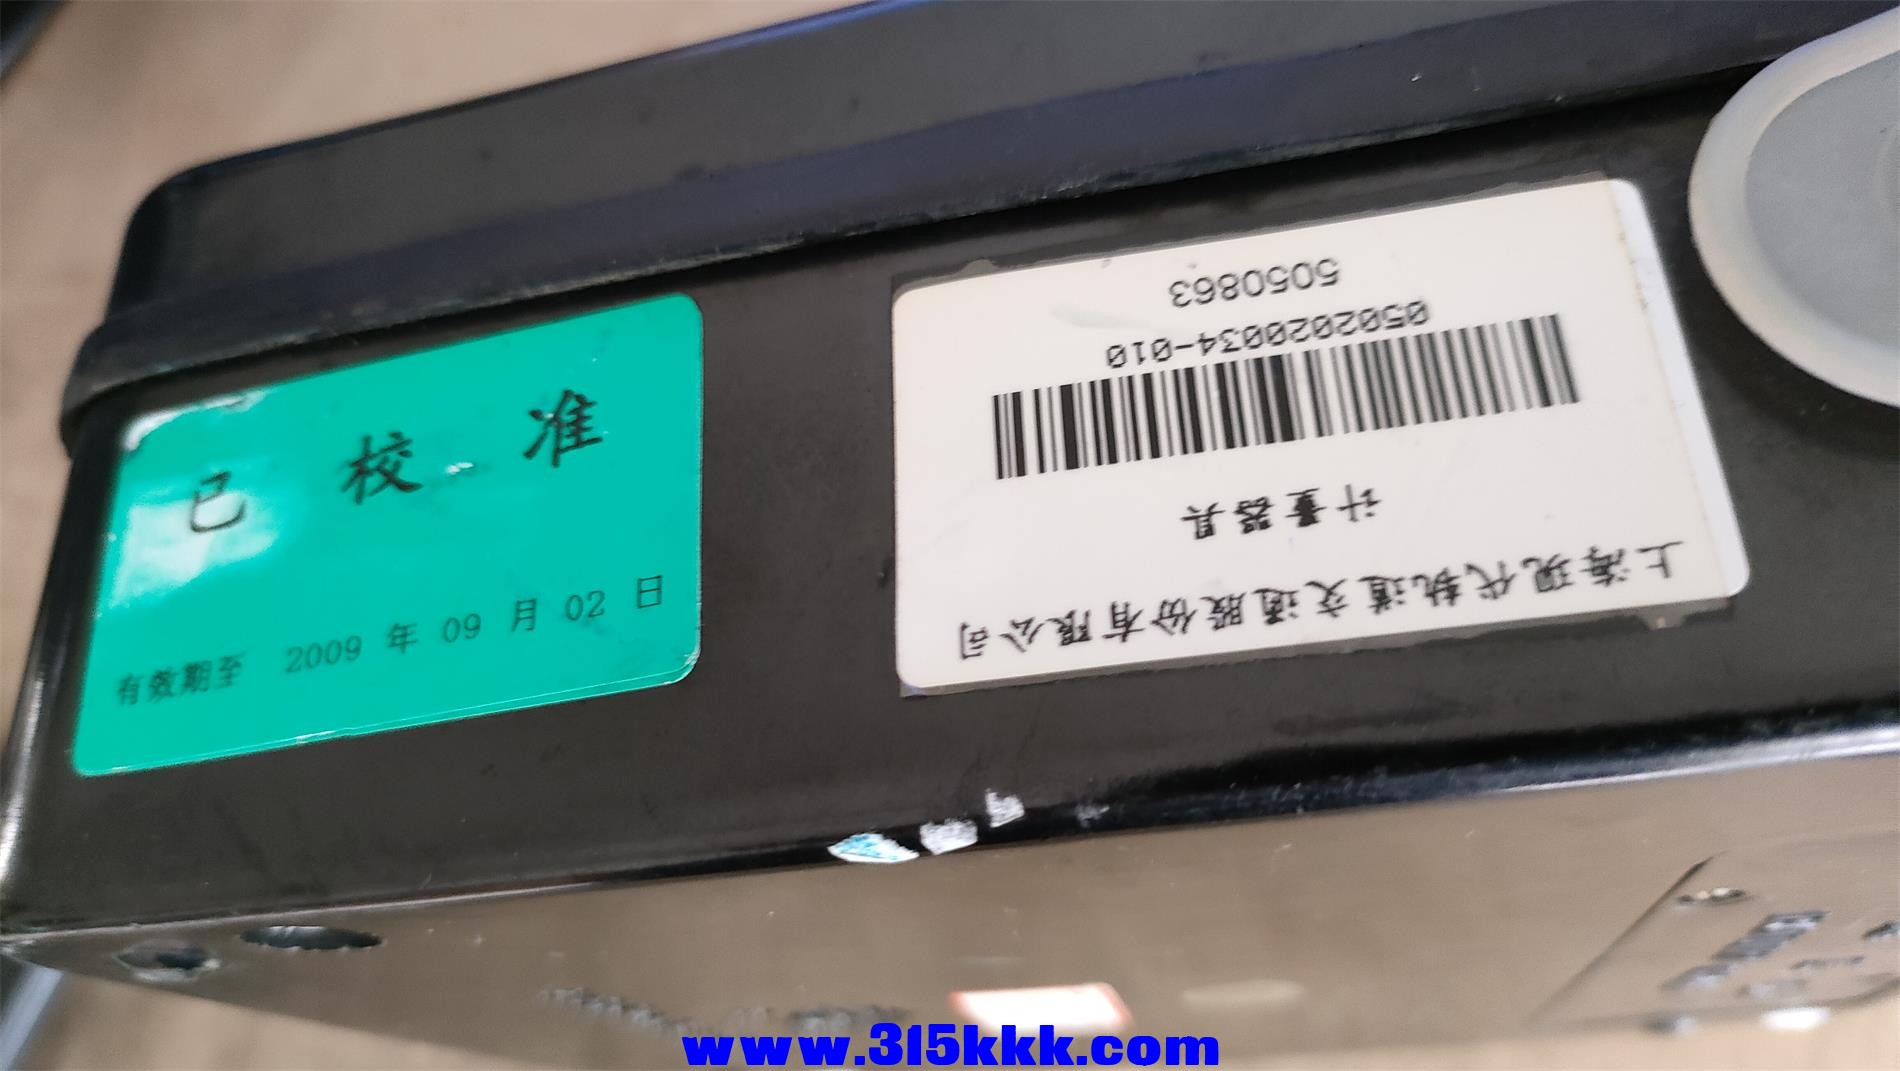 已校准
有效期至 2009 年 09 月 02 日
上海现代轨道交通股份有限公司
计量器具
0502020034-010
5050863
www.315kkk.com